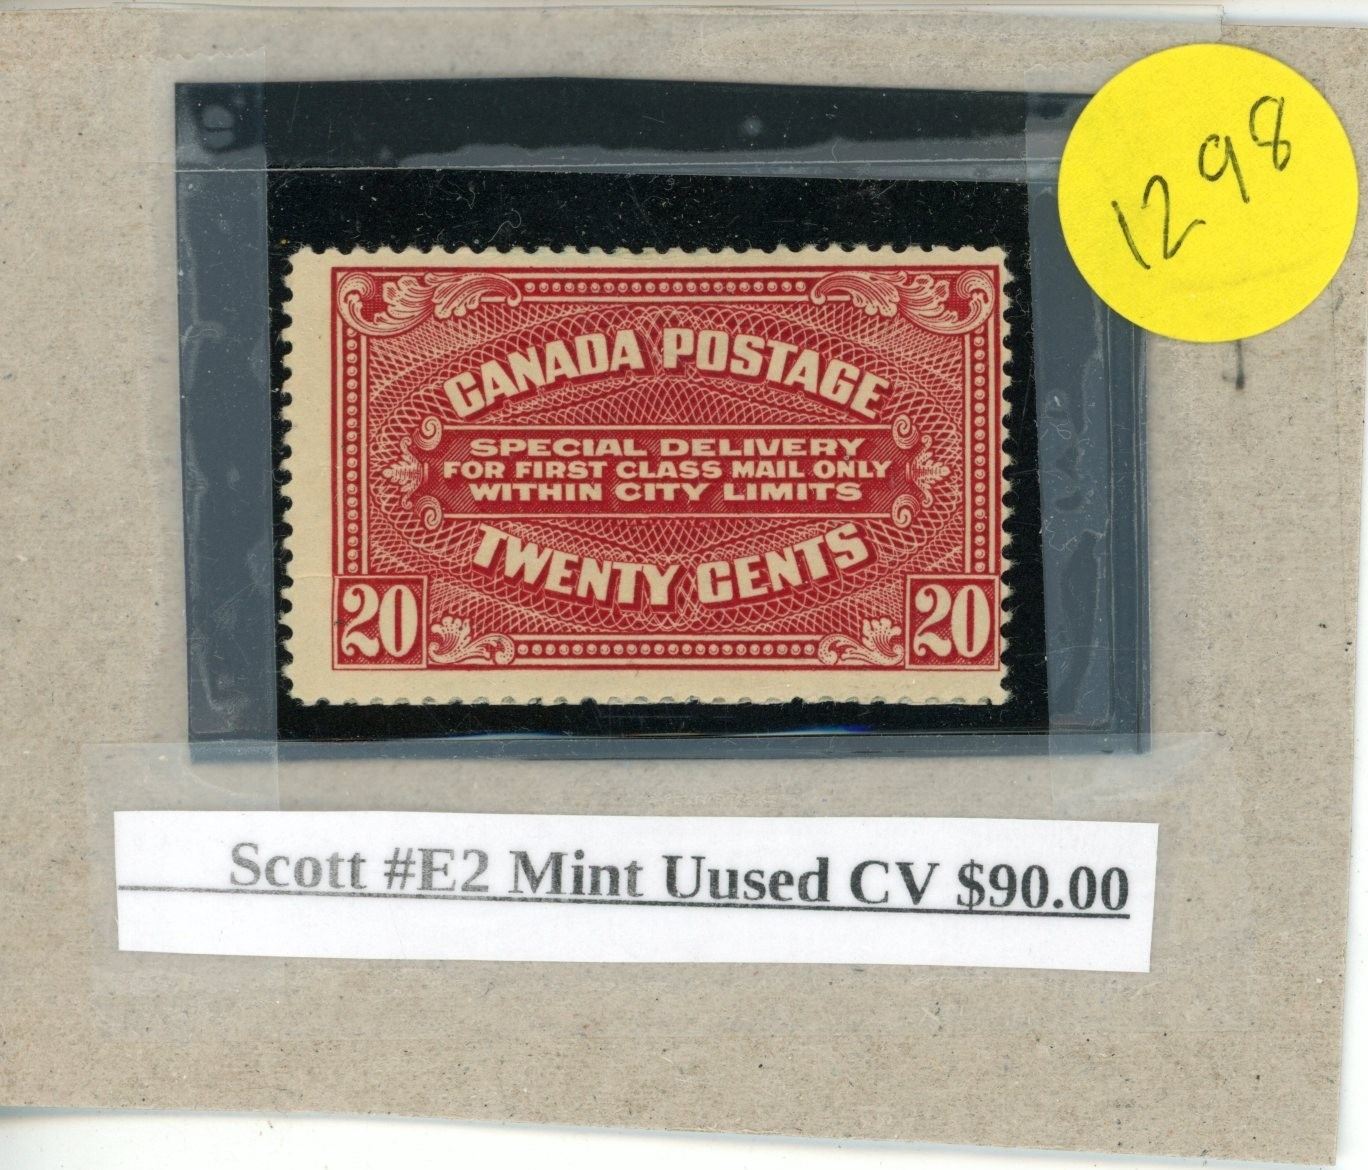 1298
CANADA POSTAGE
SPECIAL DELIVERY
FOR FIRST CLASS MAIL ONLY
WITHIN CITY LIMITS
TWENTY CENTS
20 20
Scott #E2 Mint Uused CV $90.00